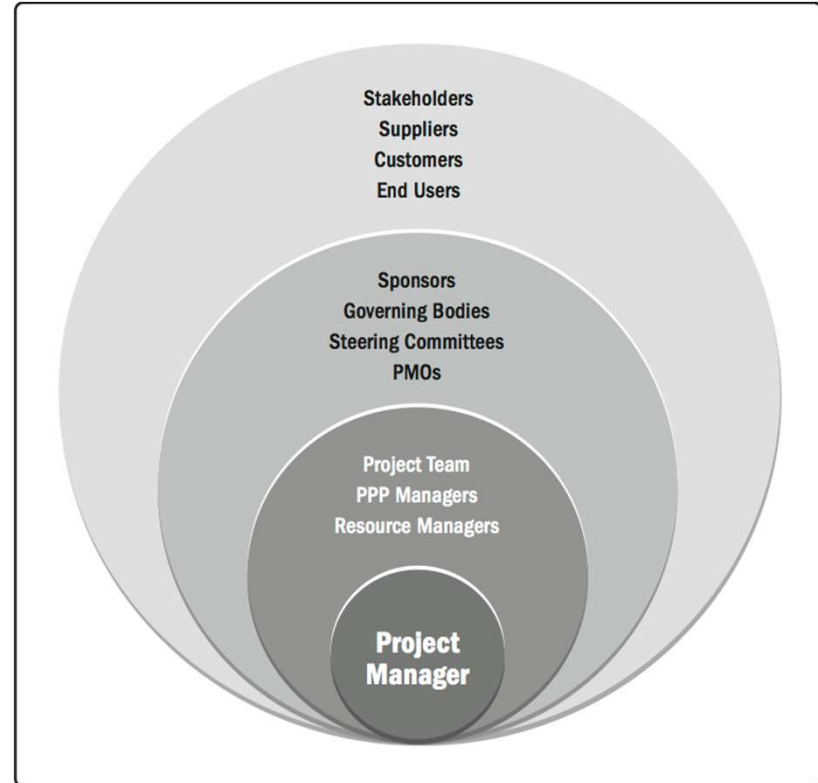 Stakeholders
Suppliers
Customers
End Users
Sponsors
Governing Bodies
Steering Committees
PMOs
Project Team
PPP Managers
Resource Managers
Project
Manager